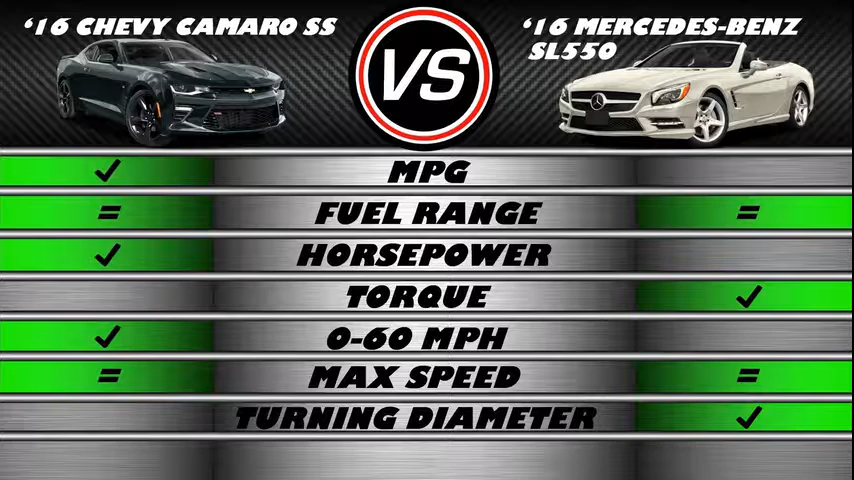 ‘16 CHEVY CAMARO SS
VS
‘16 MERCEDES-BENZ
SL550
✓ MPG
= FUEL RANGE =
✓ HORSEPOWER
TORQUE ✓
✓ 0-60 MPH
= MAX SPEED =
TURNING DIAMETER ✓